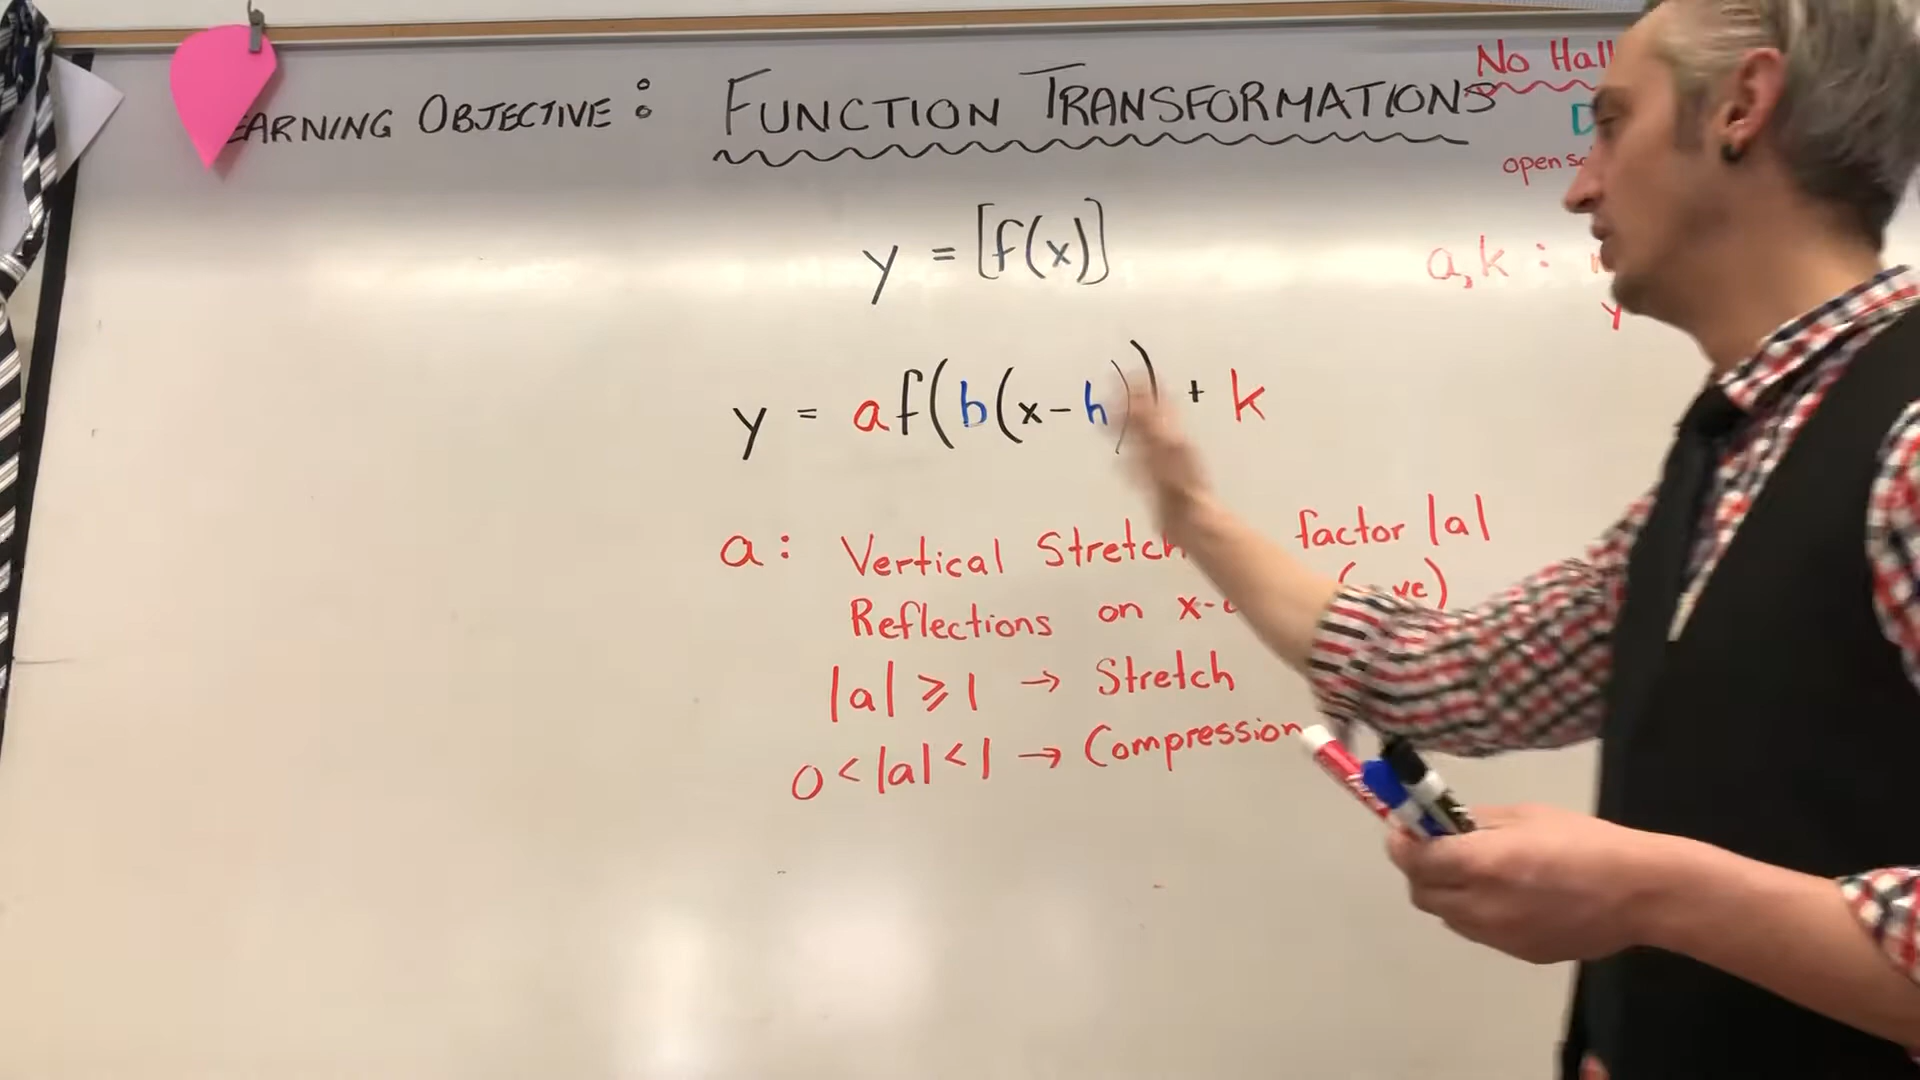 EARNING OBJECTIVE: FUNCTION TRANSFORMATIONS
No Hall
open
y = [f(x)]
a,k :
y
y = af(b(x-h)) + k
a: Vertical Stretch factor |a|
Reflections on x- ve)
|a| ⩾ 1 → Stretch
0 < |a| < 1 → Compression